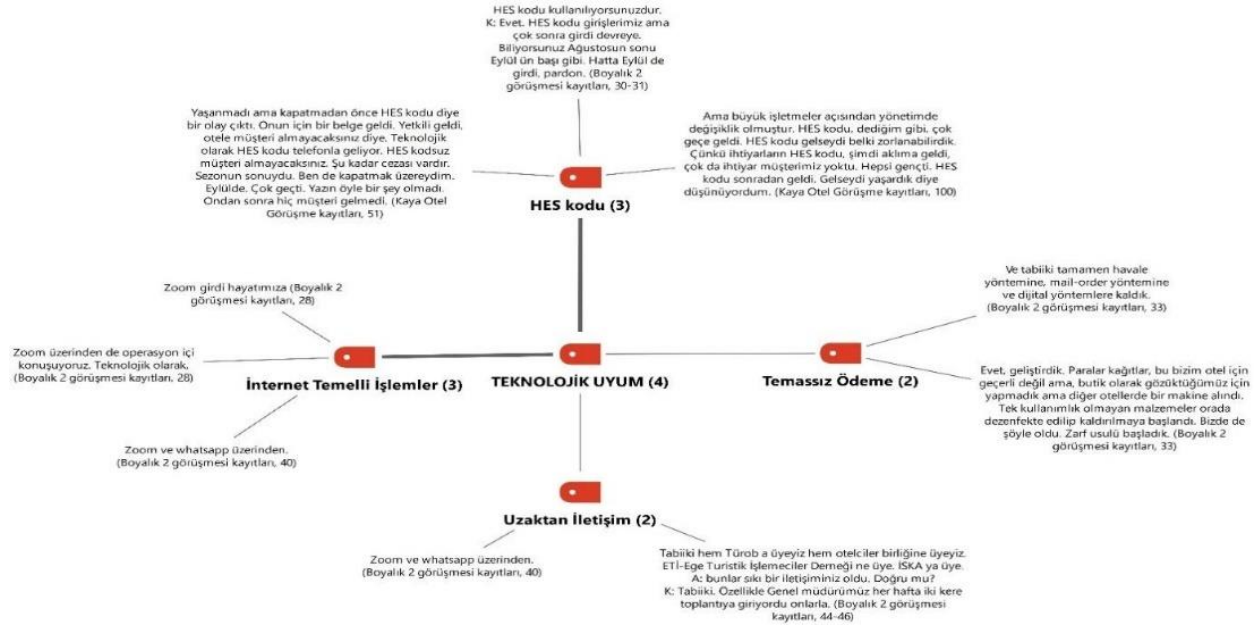 HES kodu kullanılıyorsunuzdur.
K: Evet. HES kodu girişlerimiz ama
çok sonra girdi devreye.
Biliyorsunuz Ağustosun sonu
Eylül ün başı gibi. Hatta Eylül de
girdi, pardon. (Boyalık 2
görüşmesi kayıtları, 30-31)
Yaşanmadı ama kapatmadan önce HES kodu diye
bir olay çıktı. Onun için bir belge geldi. Yetkili geldi,
otele müşteri almayacaksınız diye. Teknolojik
olarak HES kodu telefonla geliyor. HES kodsuz
müşteri almayacaksınız. Şu kadar cezası vardır.
Sezonun sonuydu. Ben de kapatmak üzereydim.
Eylülde. Çok geçti. Yazın öyle bir şey olmadı.
Ondan sonra hiç müşteri gelmedi. (Kaya Otel
Görüşme kayıtları, 51)
Ama büyük işletmeler açısından yönetimde
değişiklik olmuştur. HES kodu, dediğim gibi, çok
geçe geldi. HES kodu gelseydi belki zorlanabilirdik.
Çünkü ihtiyarların HES kodu, şimdi aklıma geldi,
çok da ihtiyar müşterimiz yoktu. Hepsi gençti. HES
kodu sonradan geldi. Gelseydi yaşardık diye
düşünüyordum. (Kaya Otel Görüşme kayıtları, 100)
HES kodu (3)
Zoom girdi hayatımıza (Boyalık 2
görüşmesi kayıtları, 28)
Zoom üzerinden de operasyon içi
konuşuyoruz. Teknolojik olarak.
(Boyalık 2 görüşmesi kayıtları, 28)
Zoom ve whatsapp üzerinden.
(Boyalık 2 görüşmesi kayıtları, 40)
İnternet Temelli İşlemler (3)
TEKNOLOJİK UYUM (4)
Temassız Ödeme (2)
Ve tabiiki tamamen havale
yöntemine, mail-order yöntemine
ve dijital yöntemlere kaldık.
(Boyalık 2 görüşmesi kayıtları, 33)
Evet, geliştirdik. Paralar kağıtlar, bu bizim otel için
geçerli değil ama, butik olarak gözüktüğümüz için
yapmadık ama diğer otellerde bir makine alındı.
Tek kullanımlık olmayan malzemeler orada
dezenfekte edilip kaldırılmaya başlandı. Bizde de
şöyle oldu. Zarf usulü başladık. (Boyalık 2
görüşmesi kayıtları, 33)
Uzaktan İletişim (2)
Zoom ve whatsapp üzerinden.
(Boyalık 2 görüşmesi kayıtları, 40)
Tabiiki hem Türob a üyeyiz hem otelciler birliğine üyeyiz.
ETİ-Ege Turistik İşlemeciler Derneği ne üye. İSKA ya üye.
A: bunlar sıkı bir iletişiminiz oldu. Doğru mu?
K: Tabiiki. Özellikle Genel müdürümüz her hafta iki kere
toplantıya giriyordu onlarla. (Boyalık 2 görüşmesi
kayıtları, 44-46)